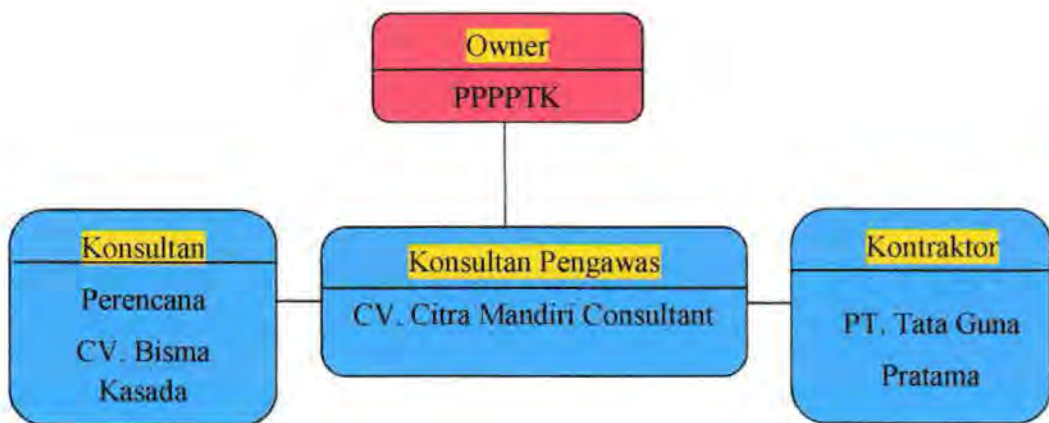 Owner
PPPPTK
Konsultan
Perencana
CV. Bisma
Kasada
Konsultan Pengawas
CV. Citra Mandiri Consultant
Kontraktor
PT. Tata Guna
Pratama